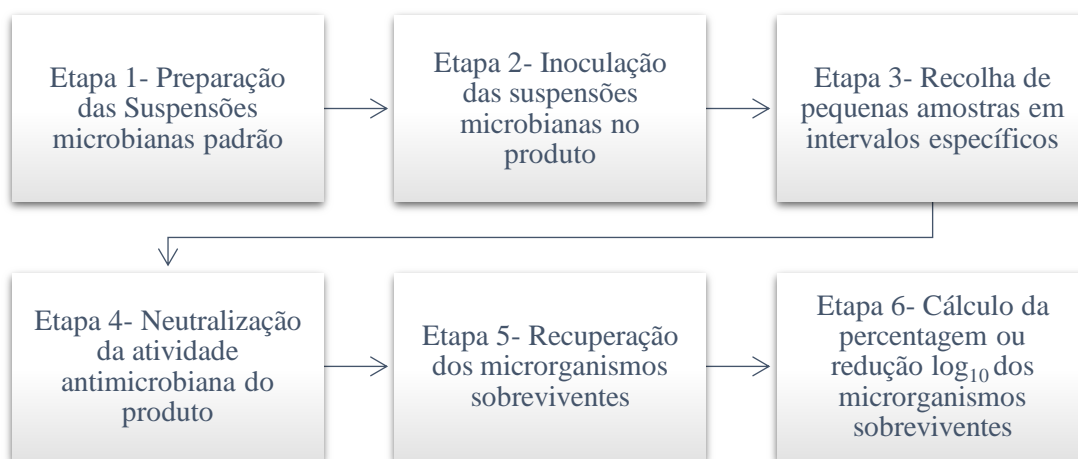 Etapa 1- Preparação
das Suspensões
microbianas padrão
Etapa 2- Inoculação
das suspensões
microbianas no
produto
Etapa 3- Recolha de
pequenas amostras em
intervalos específicos
Etapa 4- Neutralização
da atividade
antimicrobiana do
produto
Etapa 5- Recuperação
dos microrganismos
sobreviventes
Etapa 6- Cálculo da
percentagem ou
redução log₁₀ dos
microrganismos
sobreviventes